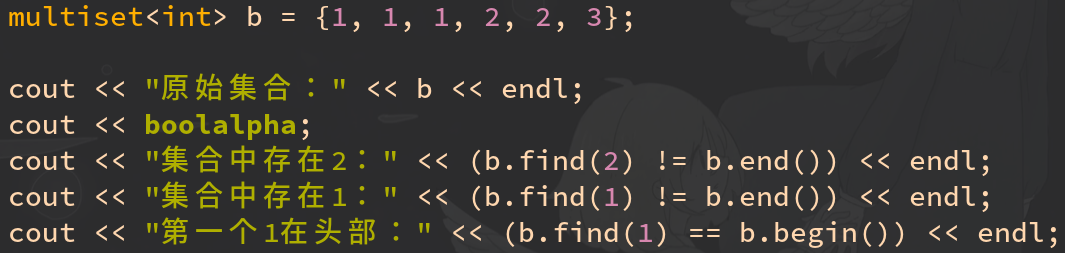 multiset<int> b = {1, 1, 1, 2, 2, 3};
cout << "原始集合：" << b << endl;
cout << boolalpha;
cout << "集合中存在2：" << (b.find(2) != b.end()) << endl;
cout << "集合中存在1：" << (b.find(1) != b.end()) << endl;
cout << "第一个1在头部：" << (b.find(1) == b.begin()) << endl;